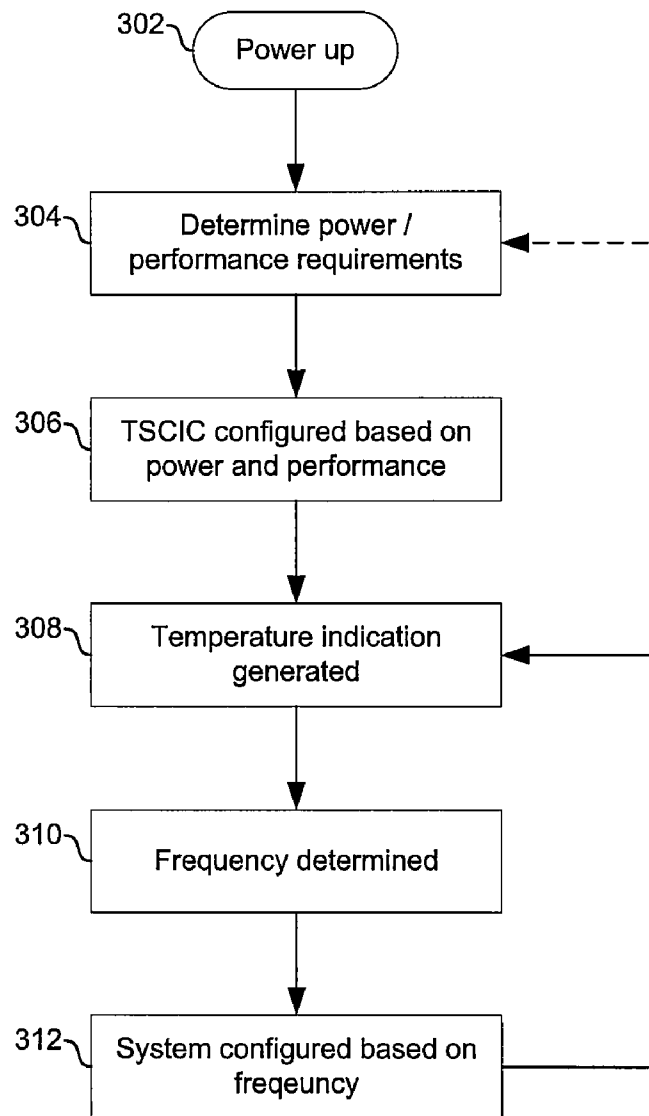 302
Power up
304
Determine power /
performance requirements
306
TSCIC configured based on
power and performance
308
Temperature indication
generated
310
Frequency determined
312
System configured based on
freqeuncy